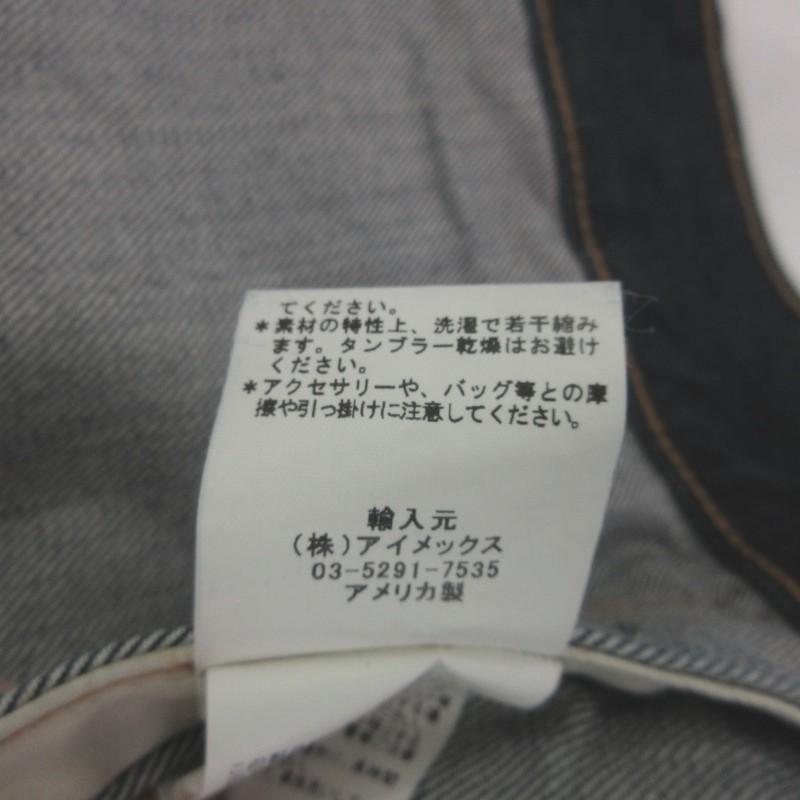 てください。
＊素材の特性上、洗濯で若干縮み
ます。タンブラー乾燥はお避け
ください。
＊アクセサリーや、バッグ等との摩
擦や引っ掛けに注意してください。
輸入元
（株）アイメックス
03-5291-7535
アメリカ製